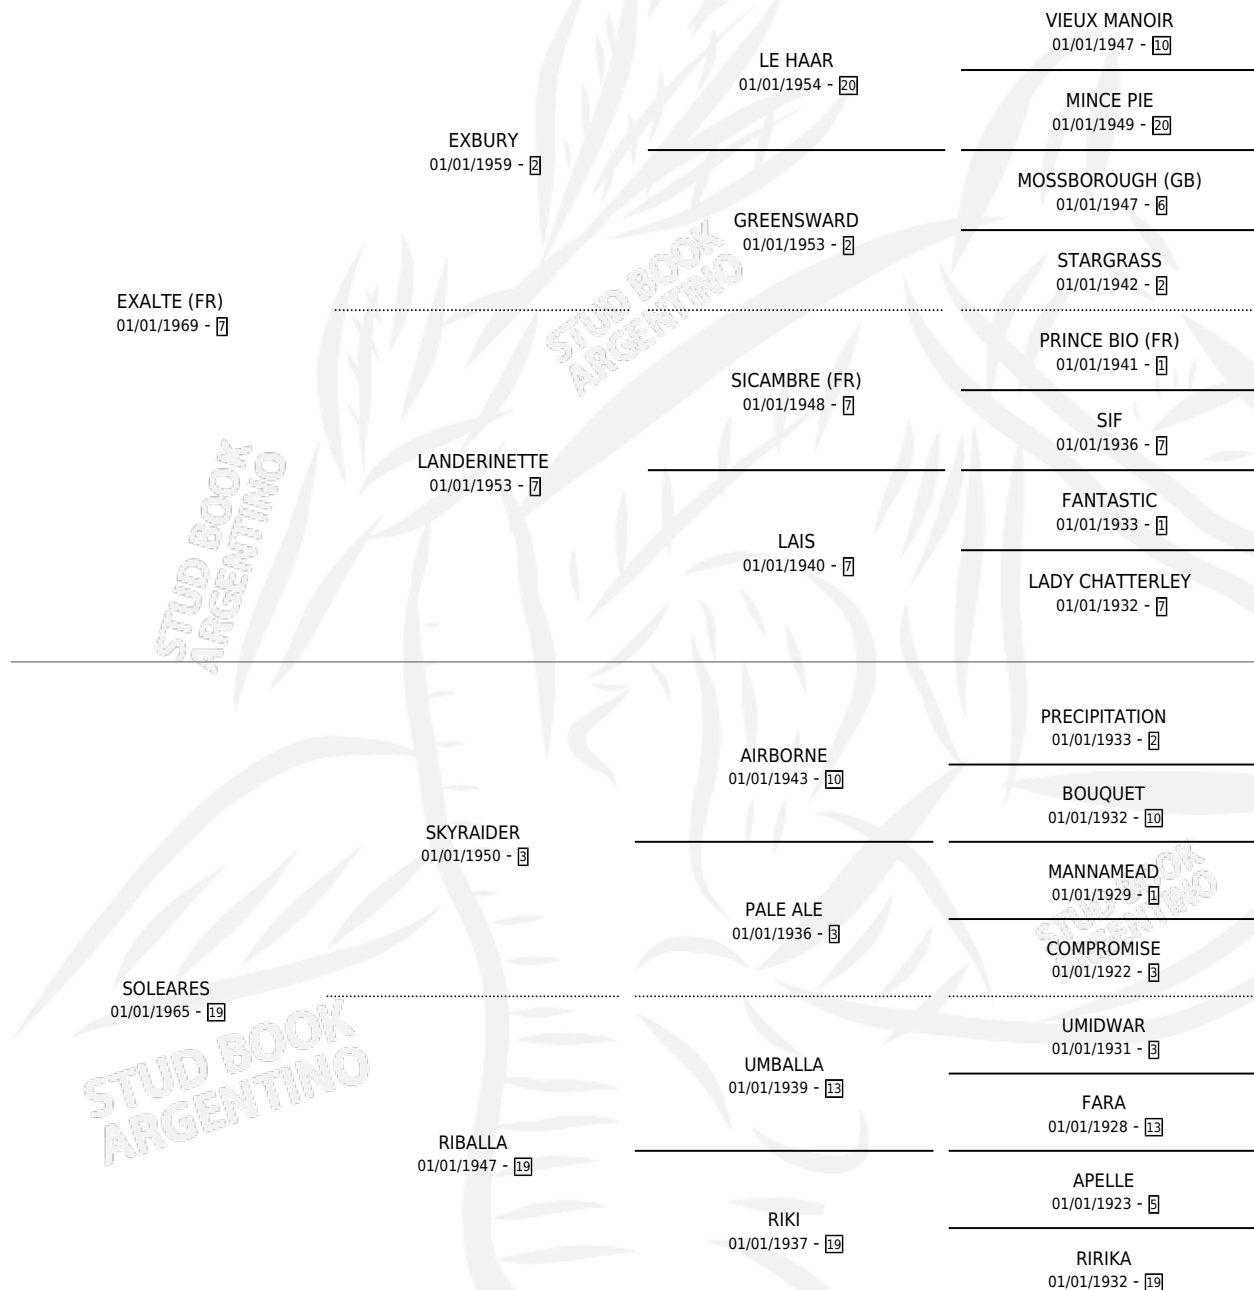 VIEUX MANOIR
01/01/1947 - 10
LE HAAR
01/01/1954 - 20
MINCE PIE
01/01/1949 - 20
EXBURY
01/01/1959 - 2
MOSSBOROUGH (GB)
01/01/1947 - 6
GREENSWARD
01/01/1953 - 2
STARGRASS
01/01/1942 - 2
EXALTE (FR)
01/01/1969 - 7
PRINCE BIO (FR)
01/01/1941 - 1
SICAMBRE (FR)
01/01/1948 - 7
SIF
01/01/1936 - 7
LANDERINETTE
01/01/1953 - 7
FANTASTIC
01/01/1933 - 1
LAIS
01/01/1940 - 7
LADY CHATTERLEY
01/01/1932 - 7
PRECIPITATION
01/01/1933 - 2
AIRBORNE
01/01/1943 - 10
BOUQUET
01/01/1932 - 10
SKYRAIDER
01/01/1950 - 3
MANNAMEAD
01/01/1929 - 1
PALE ALE
01/01/1936 - 3
COMPROMISE
01/01/1922 - 3
SOLEARES
01/01/1965 - 19
UMIDWAR
01/01/1931 - 3
UMBALLA
01/01/1939 - 13
FARA
01/01/1928 - 13
RIBALLA
01/01/1947 - 19
APELLE
01/01/1923 - 5
RIKI
01/01/1937 - 19
RIRIKA
01/01/1932 - 19
STUD BOOK
ARGENTINO
STUD BOOK
ARGENTINO
STUD BOOK
ARGENTINO
STUD BOOK
ARGENTINO